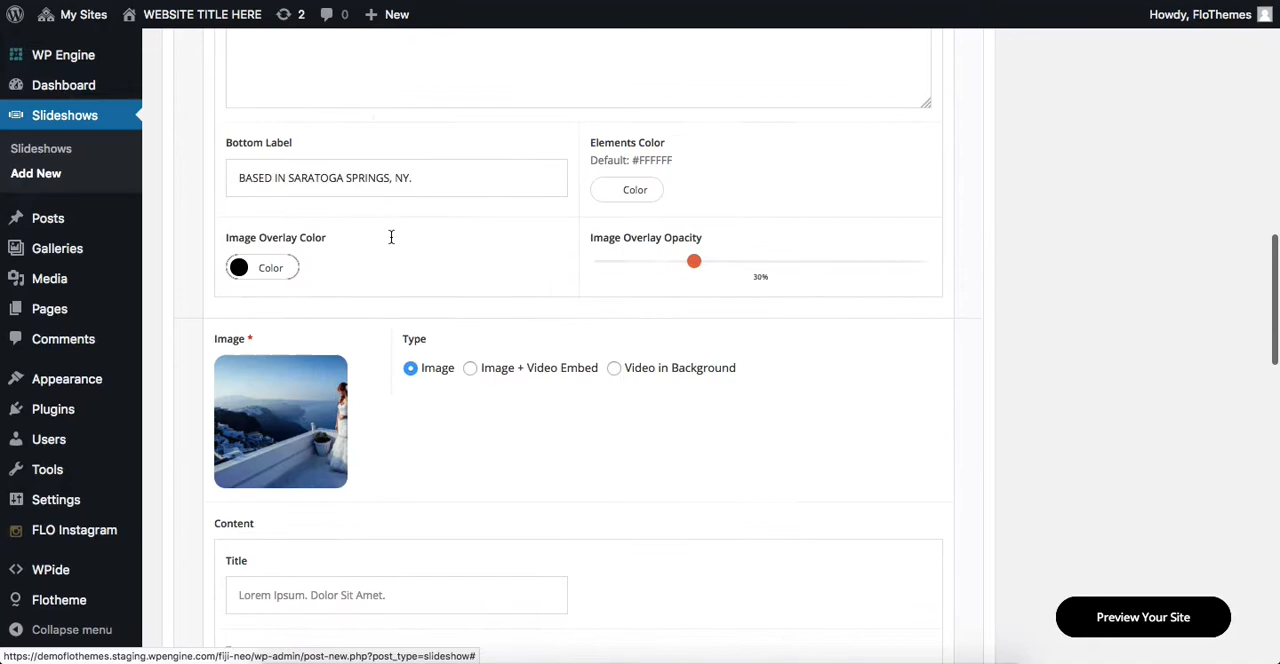 My Sites WEBSITE TITLE HERE 2 0 New Howdy, FloThemes
WP Engine
Dashboard
Slideshows
Slideshows
Add New
Posts
Galleries
Media
Pages
Comments
Appearance
Plugins
Users
Tools
Settings
FLO Instagram
WPide
Flotheme
Collapse menu
Bottom Label
BASED IN SARATOGA SPRINGS, NY.
Elements Color
Default: #FFFFFF
Color
Image Overlay Color
Color
Image Overlay Opacity
30%
Image *
Type
Image Image + Video Embed Video in Background
Content
Title
Lorem Ipsum. Dolor Sit Amet.
Preview Your Site
https://demoflothemes.staging.wpengine.com/fiji-neo/wp-admin/post-new.php?post_type=slideshow#